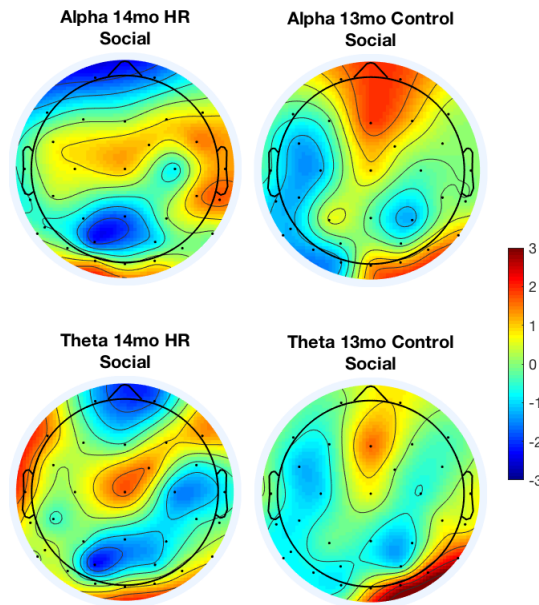 Alpha 14mo HR
Social
Alpha 13mo Control
Social
3
2
1
0
-1
-2
-3
Theta 14mo HR
Social
Theta 13mo Control
Social